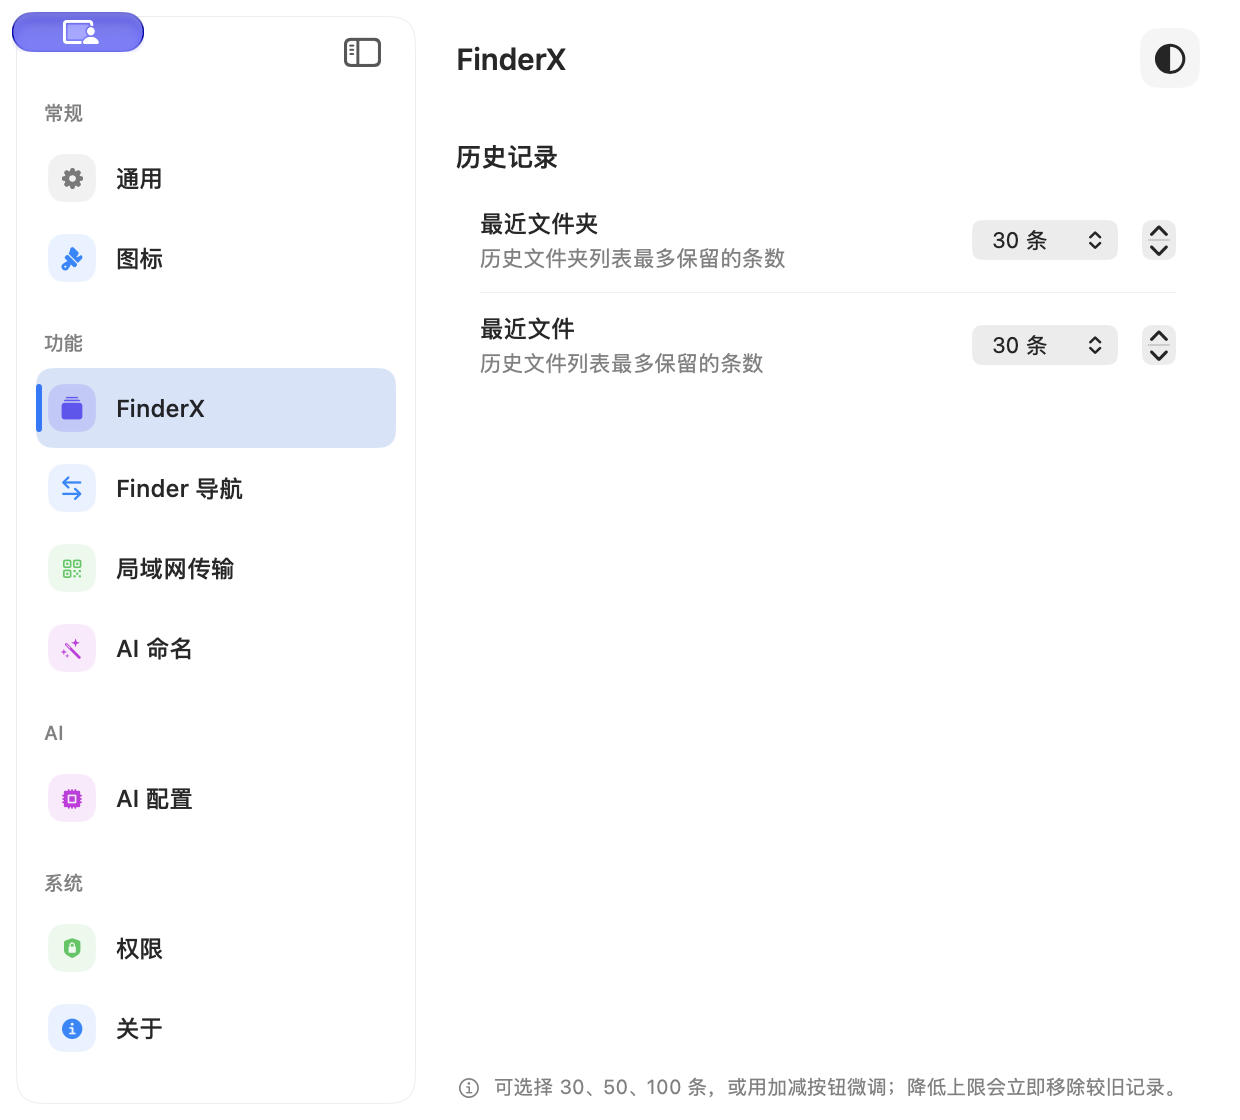 常规
通用
图标
功能
FinderX
Finder 导航
局域网传输
AI 命名
AI
AI 配置
系统
权限
关于
FinderX
历史记录
最近文件夹
历史文件夹列表最多保留的条数
30 条
最近文件
历史文件列表最多保留的条数
30 条
可选择 30、50、100 条，或用加减按钮微调；降低上限会立即移除较旧记录。